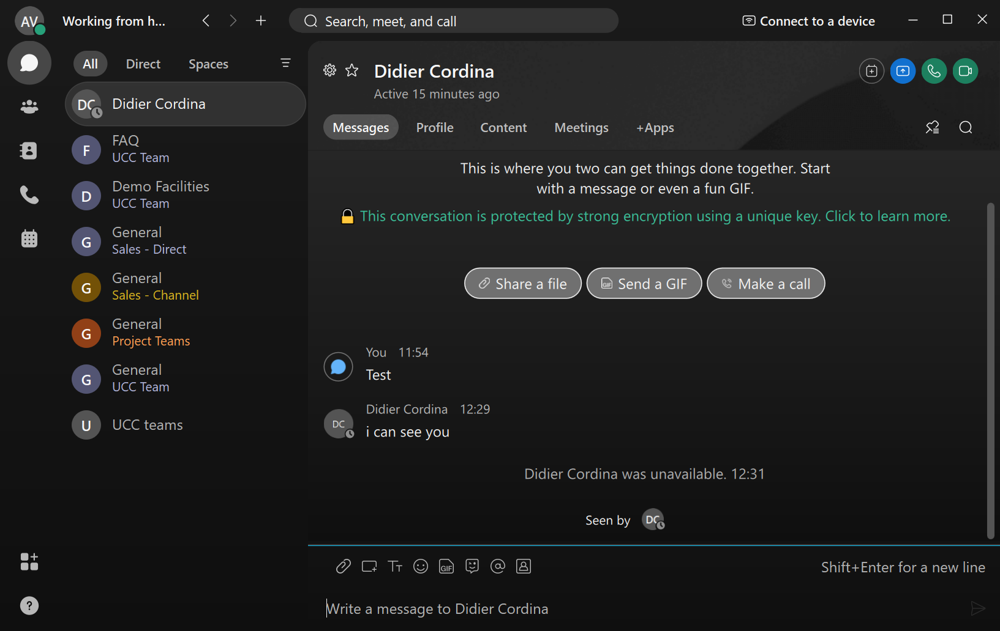 AV
Working from h...
Search, meet, and call
Connect to a device
All
Direct
Spaces
DC
Didier Cordina
F
FAQ
UCC Team
D
Demo Facilities
UCC Team
G
General
Sales - Direct
G
General
Sales - Channel
G
General
Project Teams
G
General
UCC Team
U
UCC teams
?
Didier Cordina
Active 15 minutes ago
Messages
Profile
Content
Meetings
+Apps
This is where you two can get things done together. Start
with a message or even a fun GIF.
This conversation is protected by strong encryption using a unique key. Click to learn more.
Share a file
GIF
Send a GIF
Make a call
You 11:54
Test
DC
Didier Cordina 12:29
i can see you
Didier Cordina was unavailable. 12:31
Seen by
DC
Tт
GIF
@
Shift+Enter for a new line
Write a message to Didier Cordina